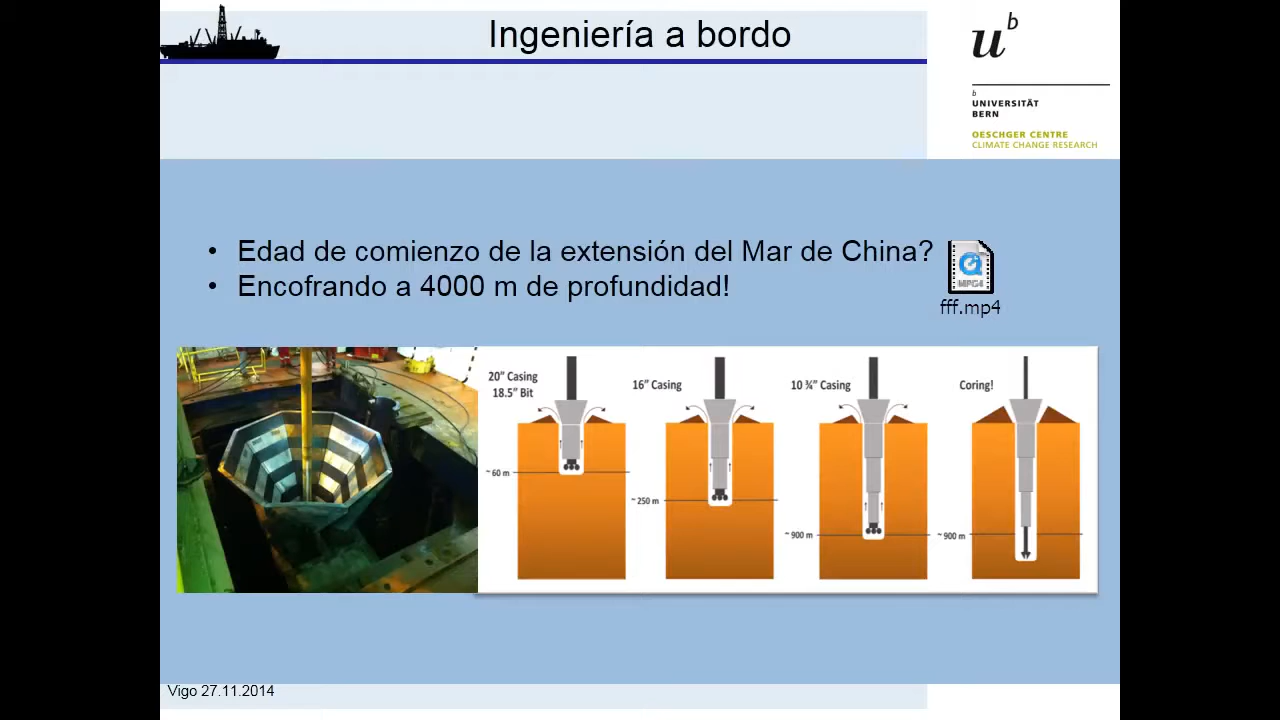 Ingeniería a bordo
u^b
b
UNIVERSITÄT
BERN
OESCHGER CENTRE
CLIMATE CHANGE RESEARCH
• Edad de comienzo de la extensión del Mar de China?
• Encofrando a 4000 m de profundidad!
MPEG4
fff.mp4
20” Casing
18.5” Bit
~ 60 m
16” Casing
~ 250 m
10 ¾” Casing
~ 900 m
Coring!
~ 900 m
Vigo 27.11.2014